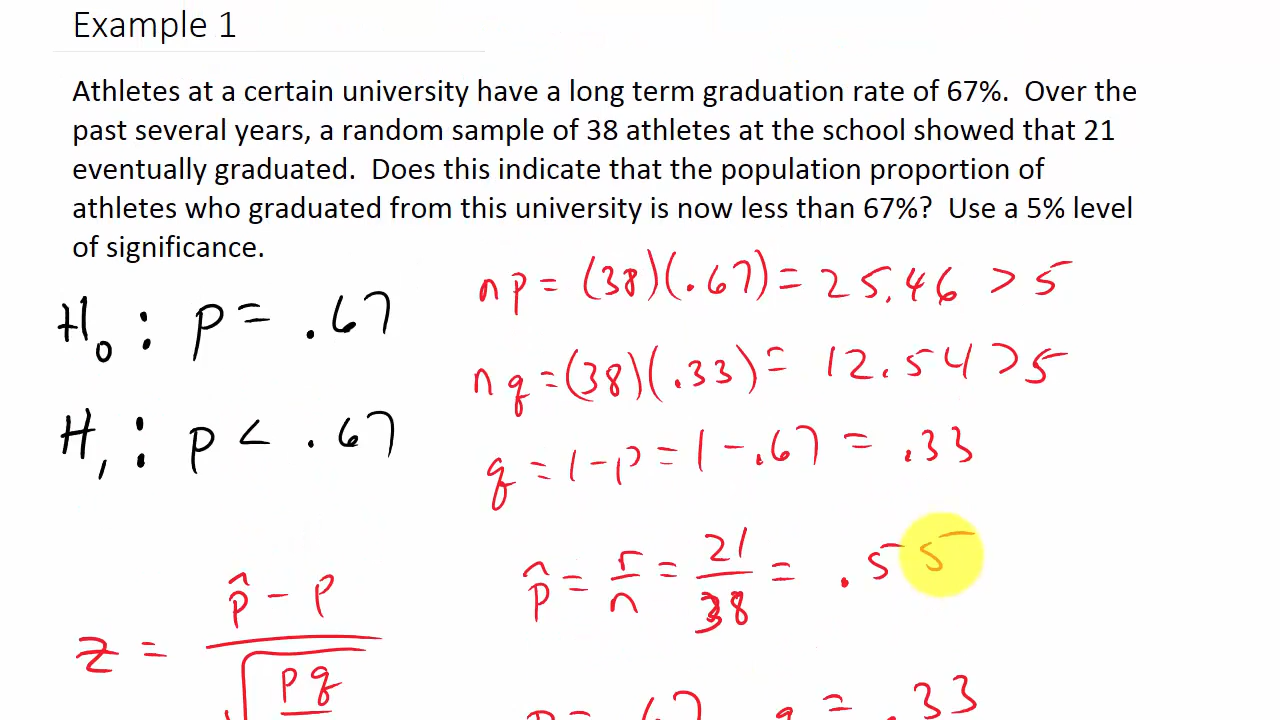 Example 1
Athletes at a certain university have a long term graduation rate of 67%. Over the
past several years, a random sample of 38 athletes at the school showed that 21
eventually graduated. Does this indicate that the population proportion of
athletes who graduated from this university is now less than 67%? Use a 5% level
of significance.
np = (38)(.67) = 25.46 > 5
H₀ : p = .67
nq = (38)(.33) = 12.54 > 5
H₁ : p < .67
q = 1 - p = 1 - .67 = .33
p̂ = r/n = 21/38 = .55
z = (p̂ - p)/√(pq
p = .67 q = .33